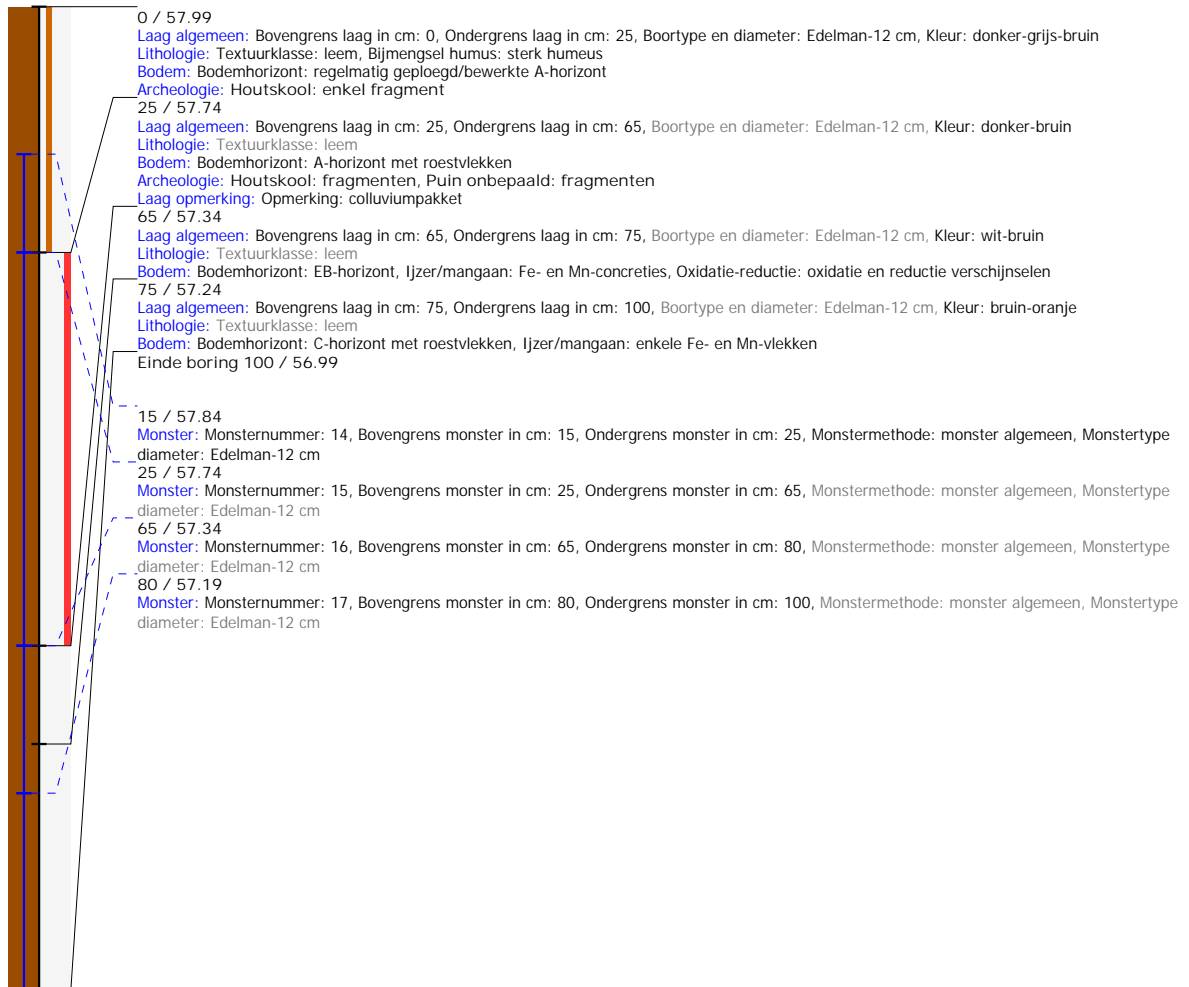 0 / 57.99
Laag algemeen: Bovengrens laag in cm: 0, Ondergrens laag in cm: 25, Boortype en diameter: Edelman-12 cm, Kleur: donker-grijs-bruin
Lithologie: Textuurklasse: leem, Bijmengsel humus: sterk humeus
Bodem: Bodemhorizont: regelmatig geploegd/bewerkte A-horizont
Archeologie: Houtskool: enkel fragment
25 / 57.74
Laag algemeen: Bovengrens laag in cm: 25, Ondergrens laag in cm: 65, Boortype en diameter: Edelman-12 cm, Kleur: donker-bruin
Lithologie: Textuurklasse: leem
Bodem: Bodemhorizont: A-horizont met roestvlekken
Archeologie: Houtskool: fragmenten, Puin onbepaald: fragmenten
Laag opmerking: Opmerking: colluviumpakket
65 / 57.34
Laag algemeen: Bovengrens laag in cm: 65, Ondergrens laag in cm: 75, Boortype en diameter: Edelman-12 cm, Kleur: wit-bruin
Lithologie: Textuurklasse: leem
Bodem: Bodemhorizont: EB-horizont, Ijzer/mangaan: Fe- en Mn-concreties, Oxidatie-reductie: oxidatie en reductie verschijnselen
75 / 57.24
Laag algemeen: Bovengrens laag in cm: 75, Ondergrens laag in cm: 100, Boortype en diameter: Edelman-12 cm, Kleur: bruin-oranje
Lithologie: Textuurklasse: leem
Bodem: Bodemhorizont: C-horizont met roestvlekken, Ijzer/mangaan: enkele Fe- en Mn-vlekken
Einde boring 100 / 56.99
15 / 57.84
Monster: Monsternummer: 14, Bovengrens monster in cm: 15, Ondergrens monster in cm: 25, Monstermethode: monster algemeen, Monstertype
diameter: Edelman-12 cm
25 / 57.74
Monster: Monsternummer: 15, Bovengrens monster in cm: 25, Ondergrens monster in cm: 65, Monstermethode: monster algemeen, Monstertype
diameter: Edelman-12 cm
65 / 57.34
Monster: Monsternummer: 16, Bovengrens monster in cm: 65, Ondergrens monster in cm: 80, Monstermethode: monster algemeen, Monstertype
diameter: Edelman-12 cm
80 / 57.19
Monster: Monsternummer: 17, Bovengrens monster in cm: 80, Ondergrens monster in cm: 100, Monstermethode: monster algemeen, Monstertype
diameter: Edelman-12 cm